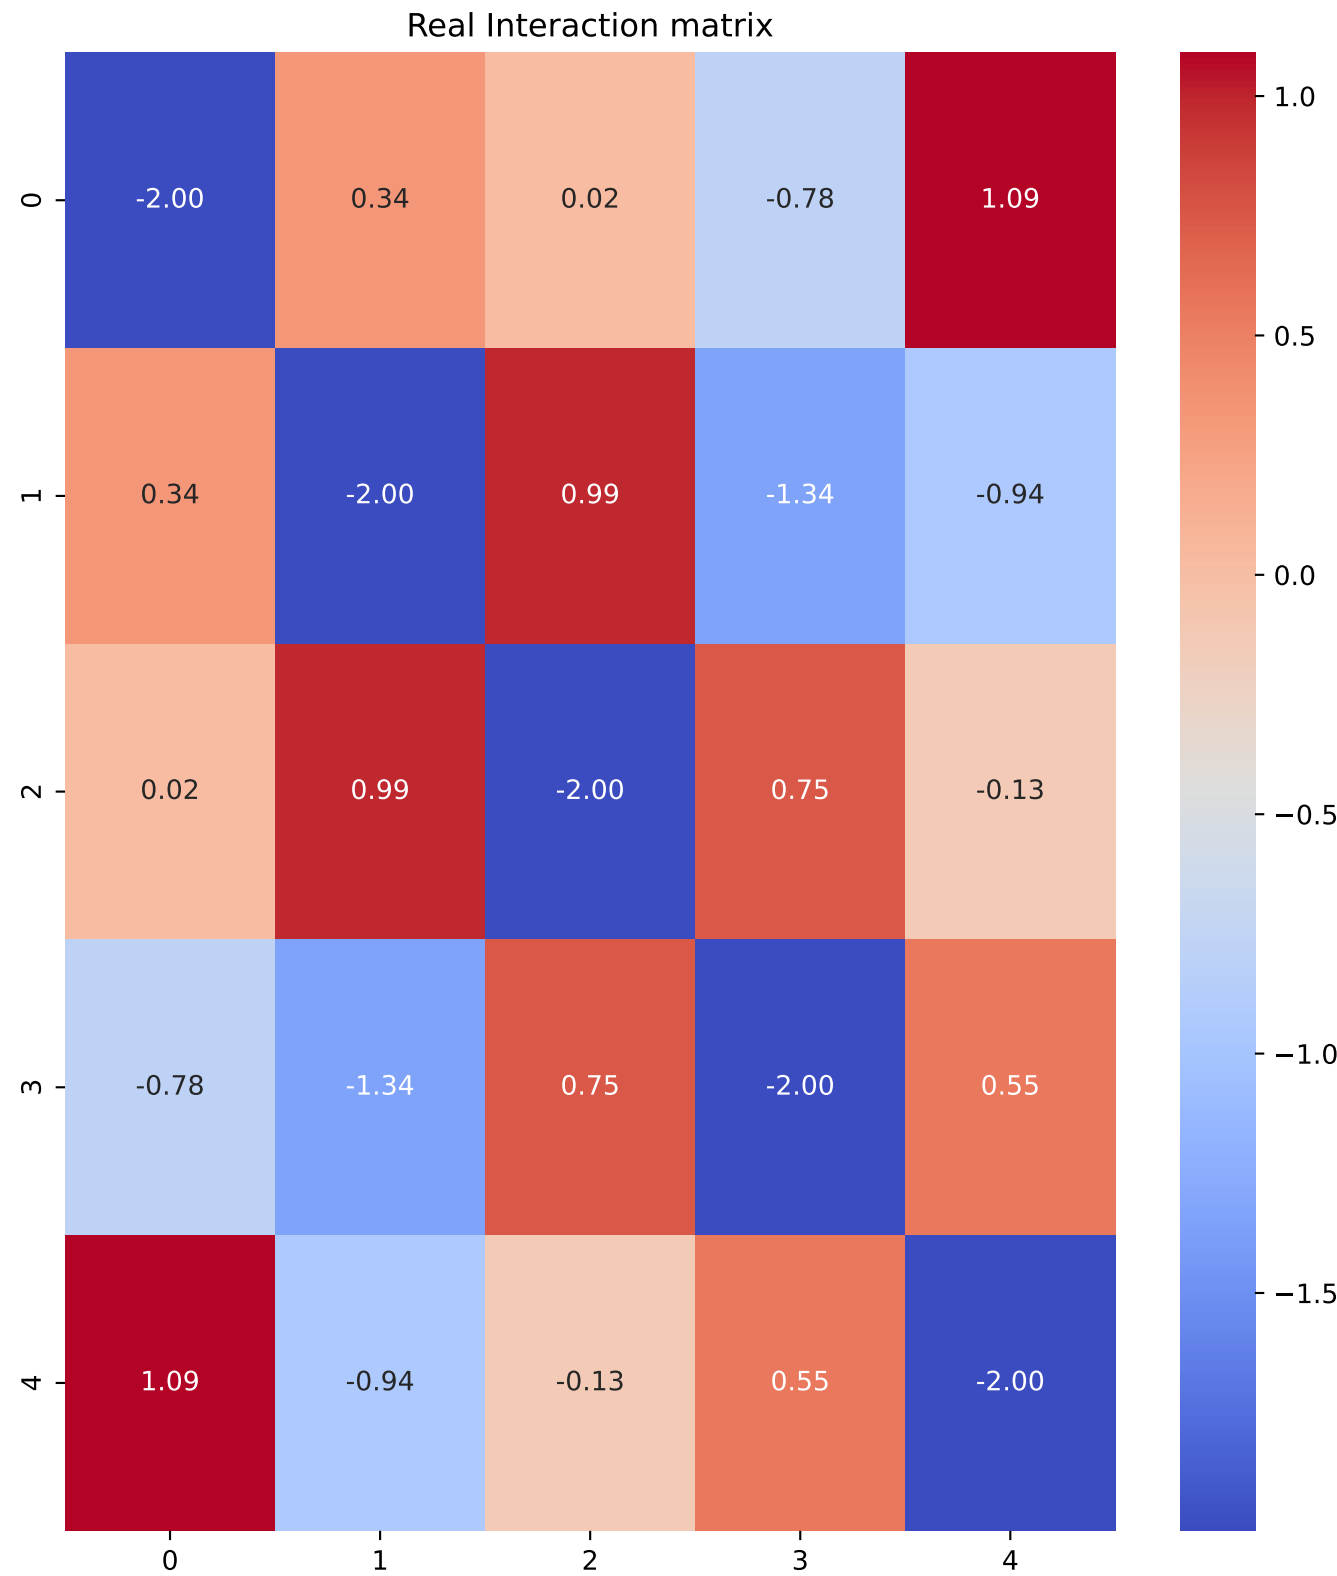 Real Interaction matrix
0 -2.00 0.34 0.02 -0.78 1.09
1 0.34 -2.00 0.99 -1.34 -0.94
2 0.02 0.99 -2.00 0.75 -0.13
3 -0.78 -1.34 0.75 -2.00 0.55
4 1.09 -0.94 -0.13 0.55 -2.00
0 1 2 3 4
1.0
0.5
0.0
−0.5
−1.0
−1.5